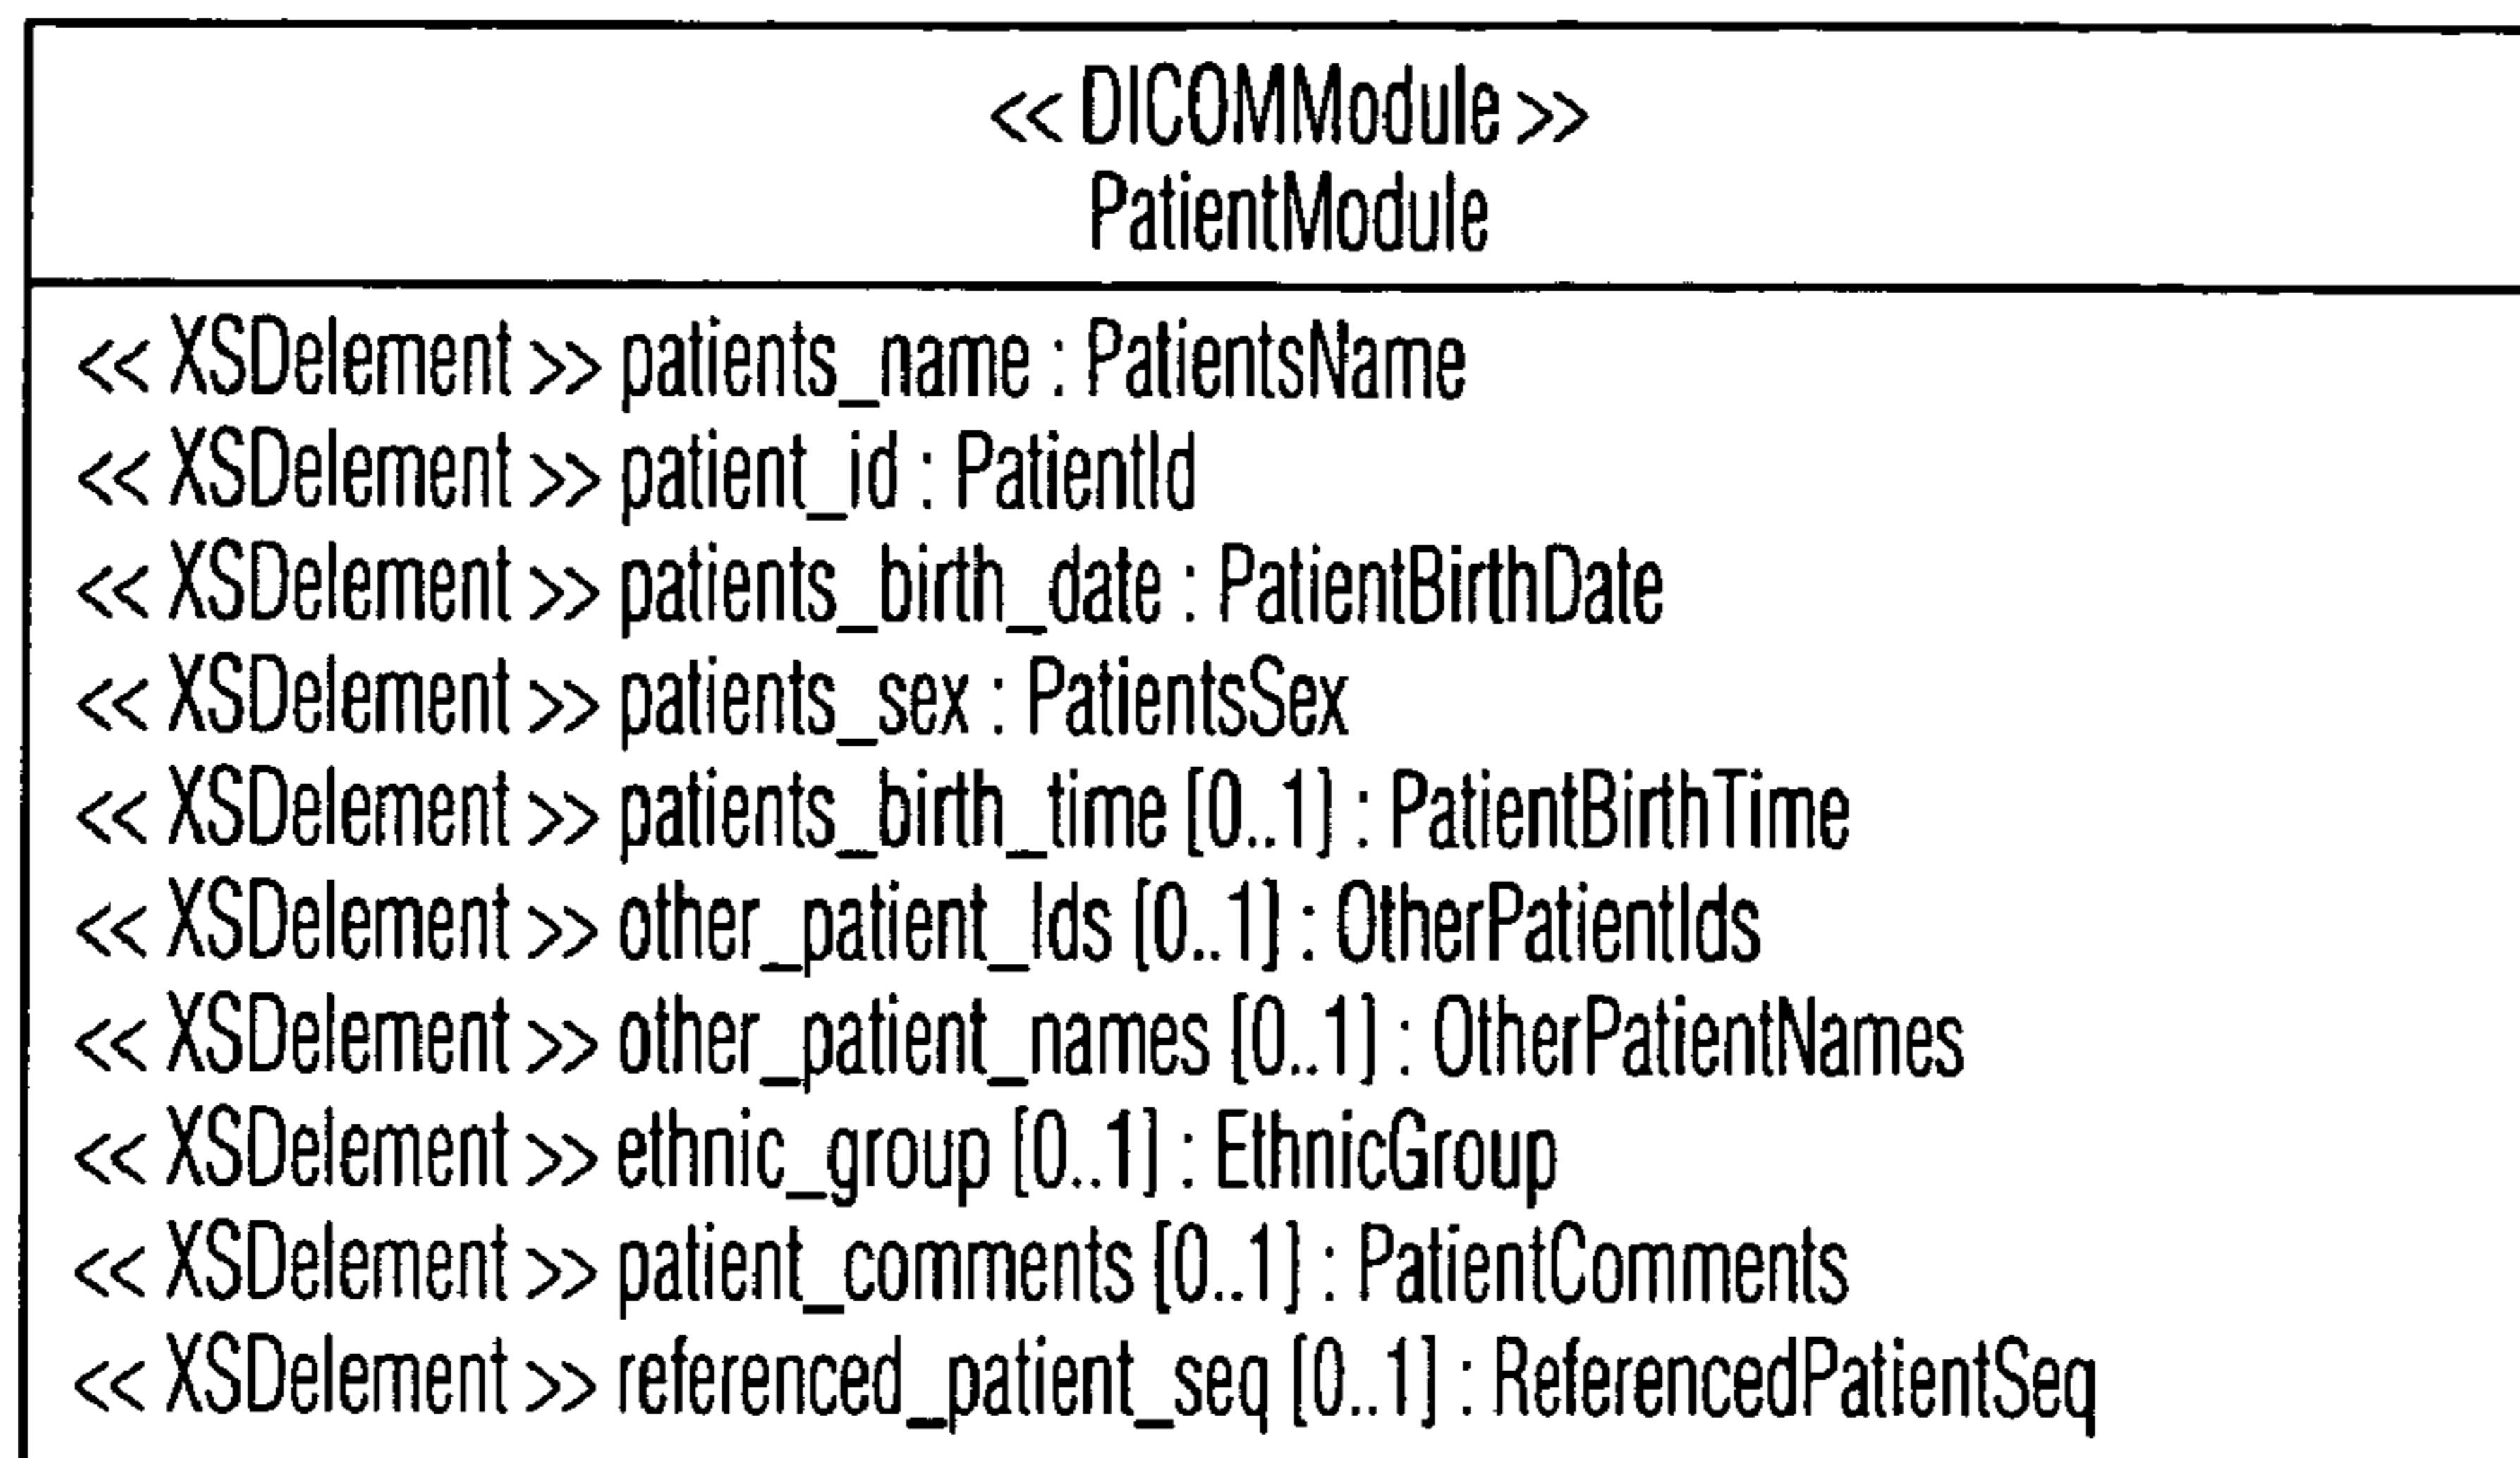 << DICOMModule >>
PatientModule
<< XSDelement >> patients_name : PatientsName
<< XSDelement >> patient_id : PatientId
<< XSDelement >> patients_birth_date : PatientBirthDate
<< XSDelement >> patients_sex : PatientsSex
<< XSDelement >> patients_birth_time [0..1] : PatientBirthTime
<< XSDelement >> other_patient_Ids [0..1] : OtherPatientIds
<< XSDelement >> other_patient_names [0..1] : OtherPatientNames
<< XSDelement >> ethnic_group [0..1] : EthnicGroup
<< XSDelement >> patient_comments [0..1] : PatientComments
<< XSDelement >> referenced_patient_seq [0..1] : ReferencedPatientSeq